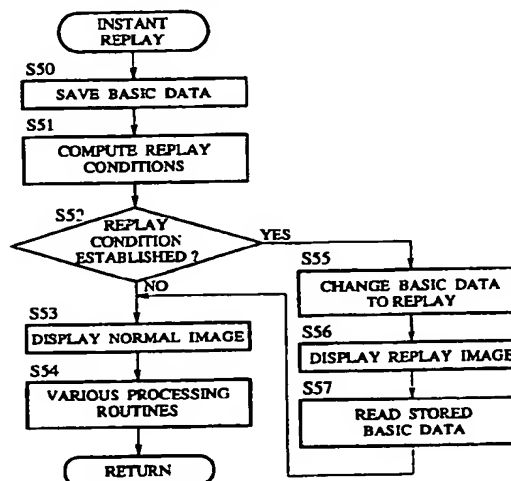 INSTANT
REPLAY
S50
SAVE BASIC DATA
S51
COMPUTE REPLAY
CONDITIONS
S52
REPLAY
CONDITION
ESTABLISHED ?
YES
NO
S53
DISPLAY NORMAL IMAGE
S54
VARIOUS PROCESSING
ROUTINES
RETURN
S55
CHANGE BASIC DATA
TO REPLAY
S56
DISPLAY REPLAY IMAGE
S57
READ STORED
BASIC DATA